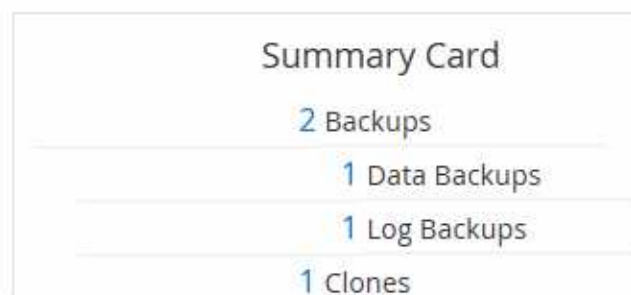 Summary Card
2 Backups
1 Data Backups
1 Log Backups
1 Clones